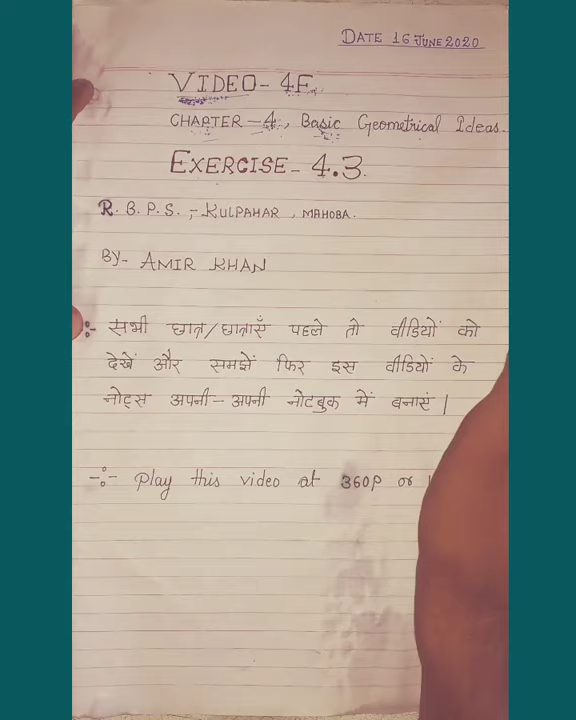 DATE 16 JUNE 2020
VIDEO- 4F
CHAPTER -4, Basic Geometrical Ideas.
EXERCISE- 4.3.
R. B. P. S. ;- KULPAHAR, MAHOBA.
BY- AMIR KHAN
:- सभी छात्र/छात्राएँ पहले तो वीडियों को
देखें और समझें फिर इस वीडियों के
नोट्स अपनी-अपनी नोटबुक में बनाएं।
-:- Play this video at 360P or